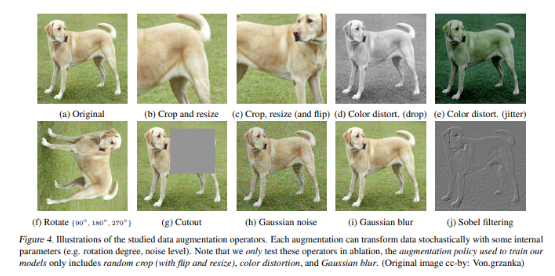 (a) Original (b) Crop and resize (c) Crop, resize (and flip) (d) Color distort. (drop) (e) Color distort. (jitter)
(f) Rotate {90°, 180°, 270°} (g) Cutout (h) Gaussian noise (i) Gaussian blur (j) Sobel filtering
Figure 4. Illustrations of the studied data augmentation operators. Each augmentation can transform data stochastically with some internal
parameters (e.g. rotation degree, noise level). Note that we only test these operators in ablation, the augmentation policy used to train our
models only includes random crop (with flip and resize), color distortion, and Gaussian blur. (Original image cc-by: Von.grzanka)